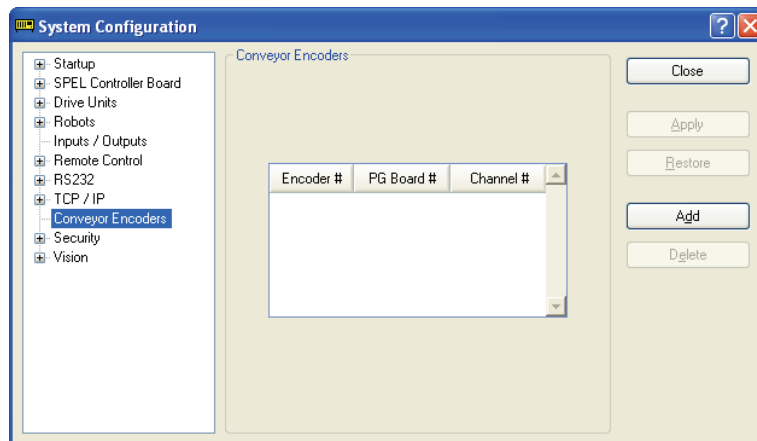 System Configuration
Startup
SPEL Controller Board
Drive Units
Robots
Inputs / Outputs
Remote Control
RS232
TCP / IP
Conveyor Encoders
Security
Vision
Conveyor Encoders
Encoder # PG Board # Channel #
Close
Apply
Restore
Add
Delete